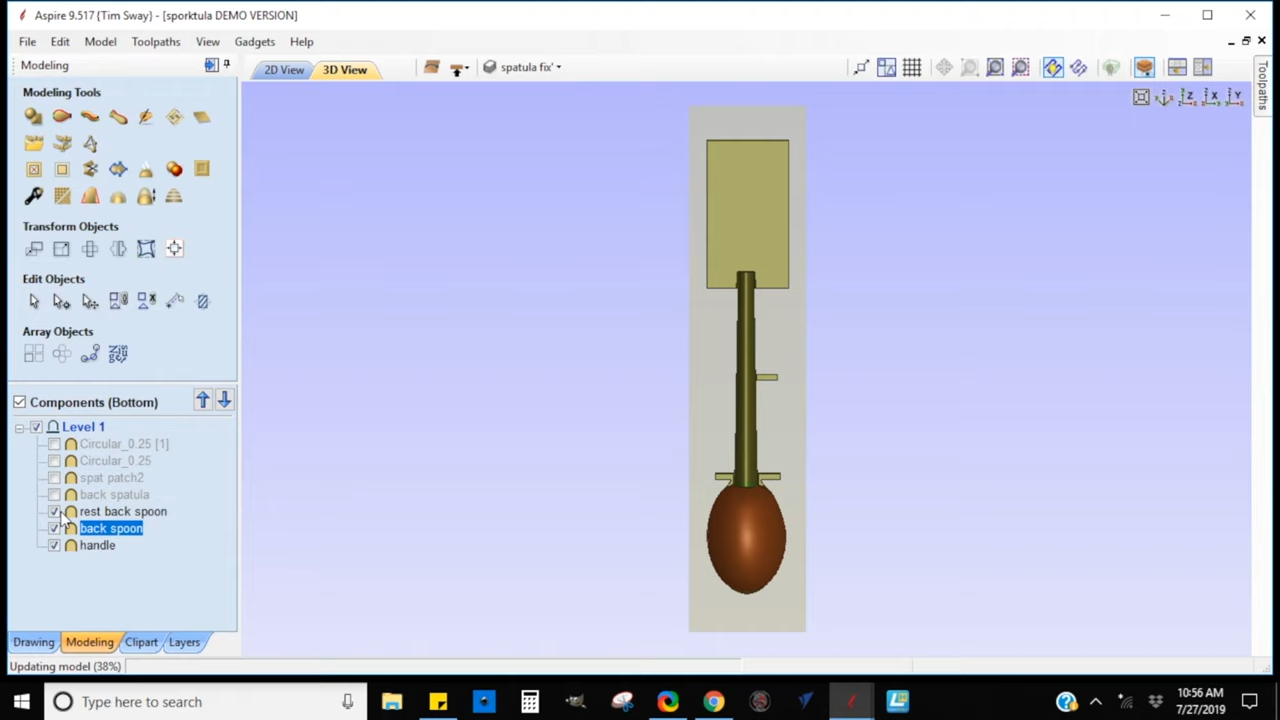 Aspire 9.517 {Tim Sway} - [sporktula DEMO VERSION]
File Edit Model Toolpaths View Gadgets Help
Modeling
2D View 3D View spatula fix'
Toolpaths
Modeling Tools
Z X Y
Transform Objects
Edit Objects
Array Objects
Components (Bottom)
Level 1
Circular_0.25 [1]
Circular_0.25
spat patch2
back spatula
rest back spoon
back spoon
handle
Drawing Modeling Clipart Layers
Updating model (38%)
Type here to search
10:56 AM
7/27/2019